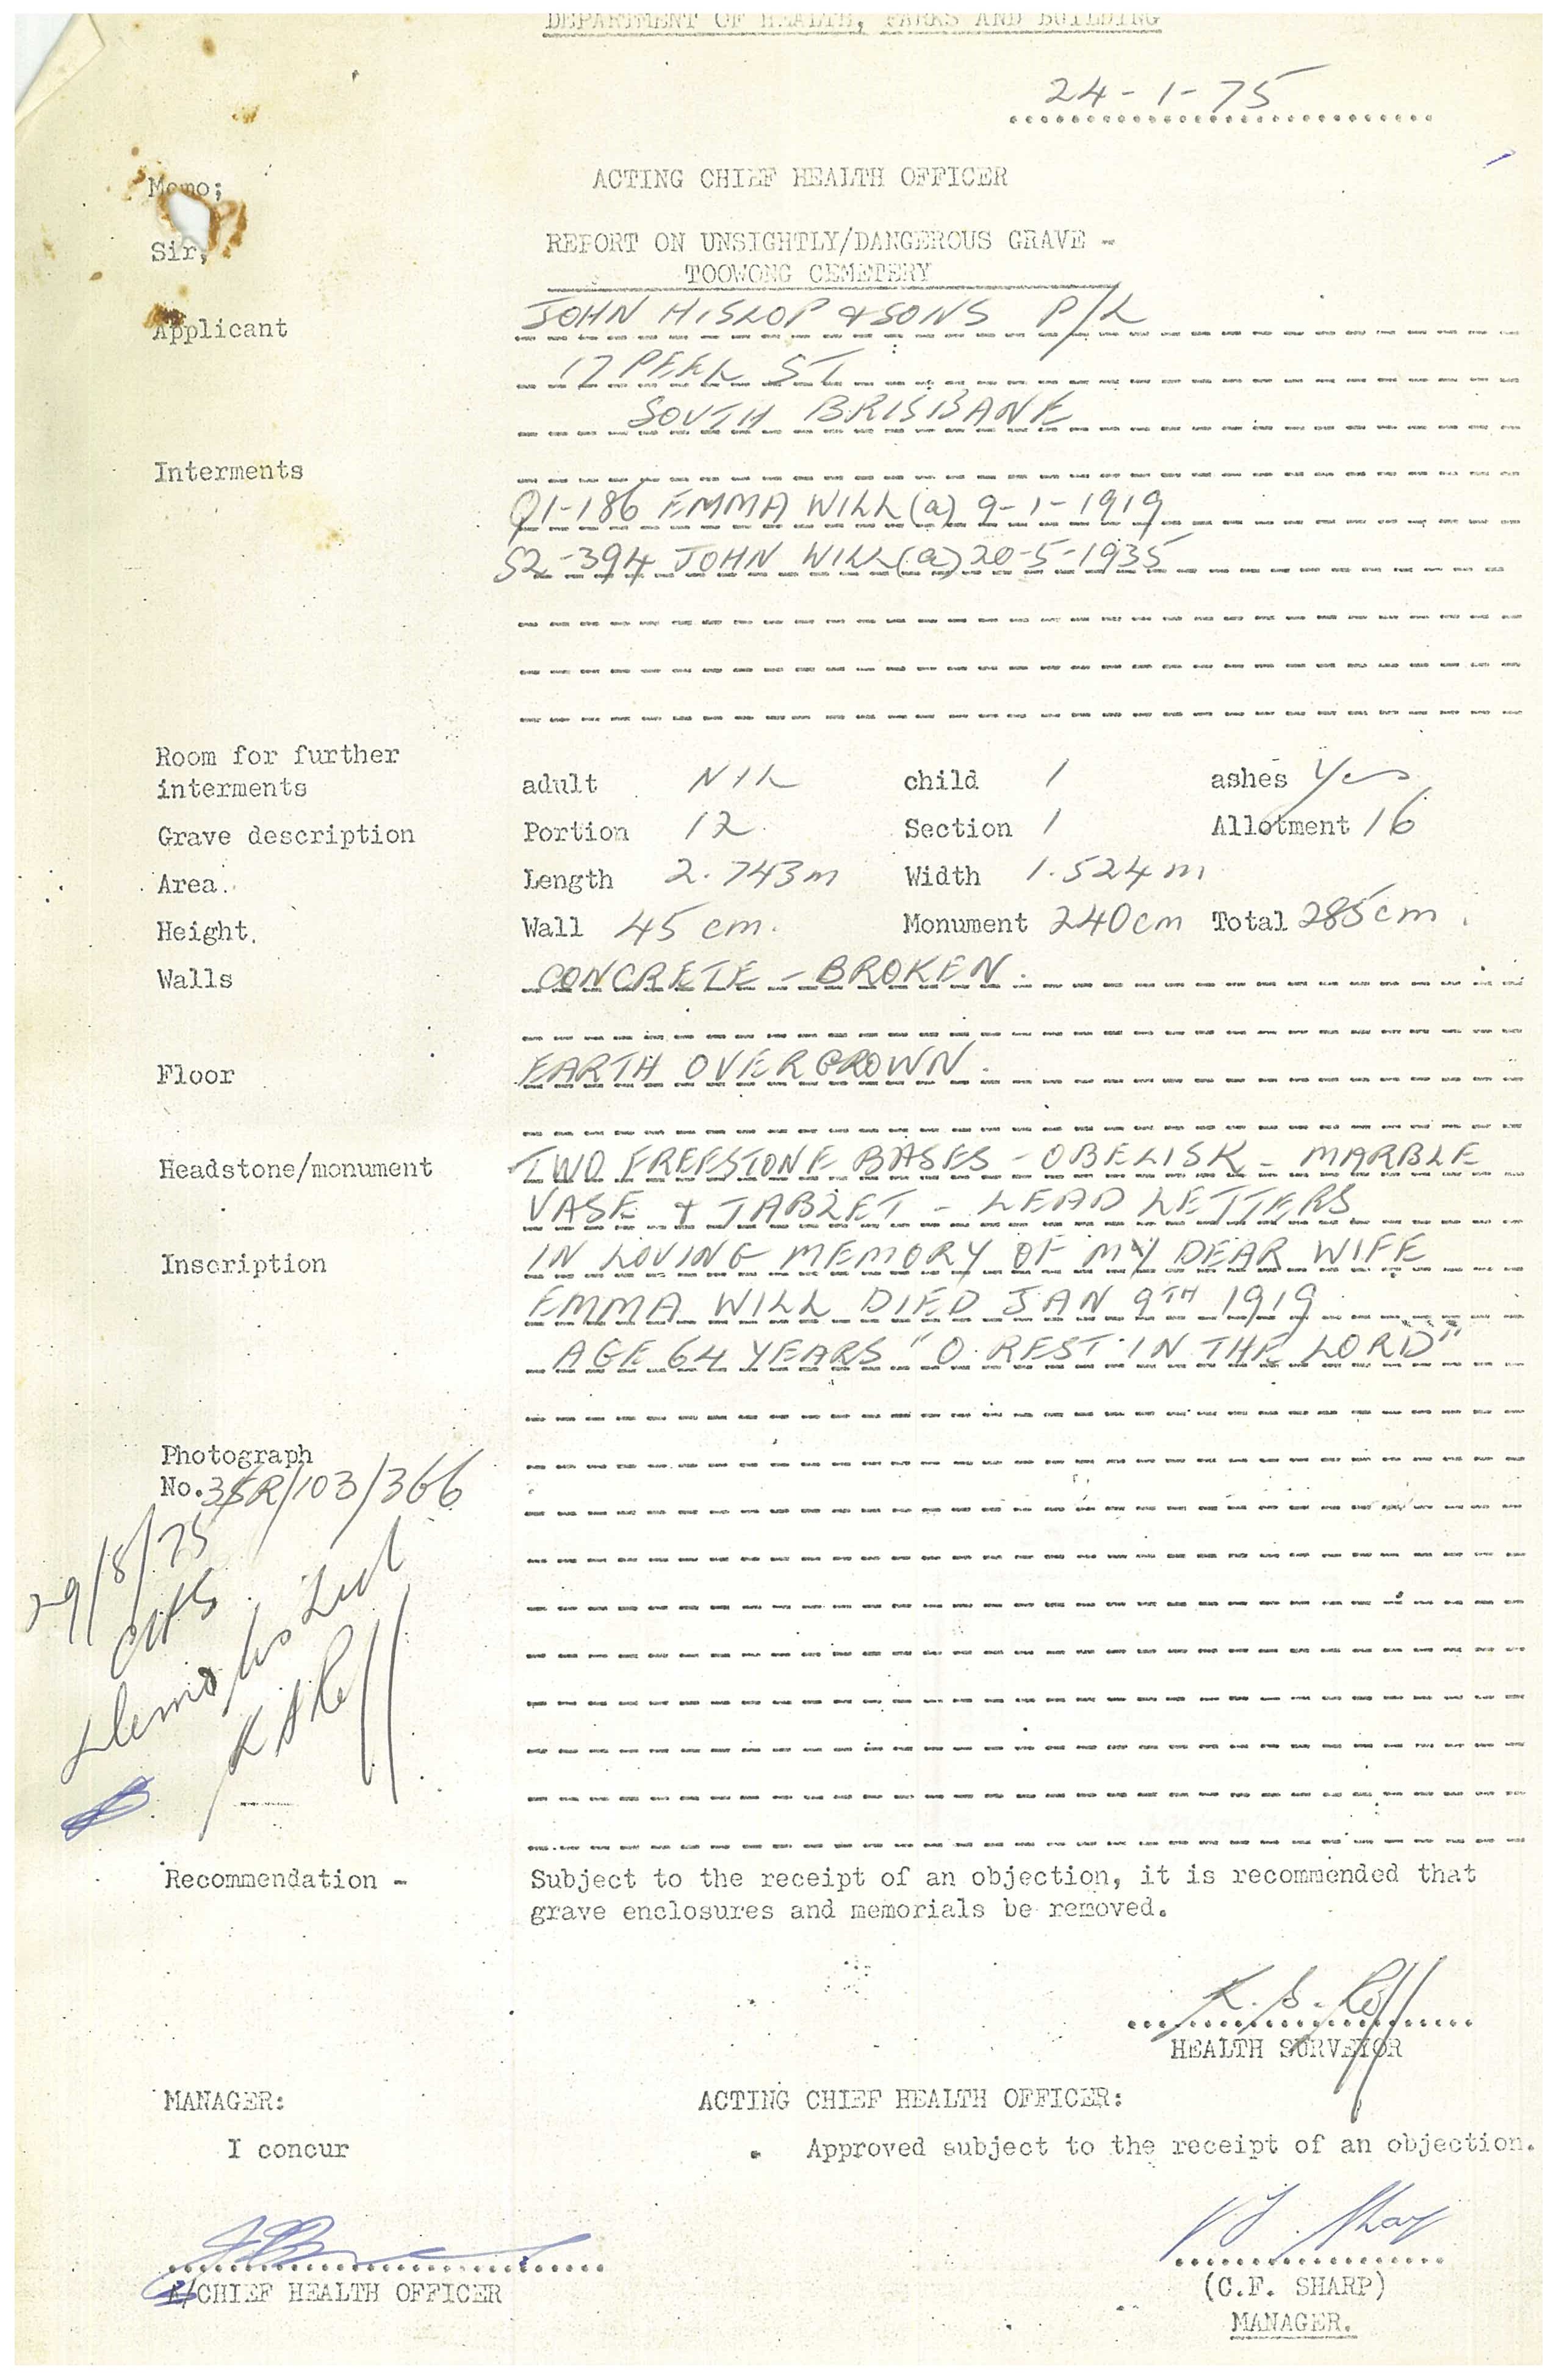 DEPARTMENT OF HEALTH, PARKS AND BUILDING
24-1-75
Memo; ACTING CHIEF HEALTH OFFICER
Sir, REPORT ON UNSIGHTLY/DANGEROUS GRAVE -
TOOWONG CEMETERY
Applicant JOHN HISLOP & SONS P/L
17 PEEL ST
SOUTH BRISBANE
Interments
Q1-186 EMMA WILL (a) 9-1-1919
S2-394 JOHN WILL (a) 20-5-1935
Room for further
interments adult NIL child 1 ashes Yes
Grave description Portion 12 Section 1 Allotment 16
Area. Length 2.743m Width 1.524m
Height. Wall 45 cm. Monument 240cm Total 285cm.
Walls CONCRETE - BROKEN.
Floor EARTH OVERGROWN.
Headstone/monument TWO FREESTONE BASES - OBELISK - MARBLE
VASE & TABLET - LEAD LETTERS
Inscription IN LOVING MEMORY OF MY DEAR WIFE
EMMA WILL DIED JAN 9TH 1919
AGE 64 YEARS "O. REST IN THE LORD"
Photograph
No. /103/366
29/8/75
Recommendation - Subject to the receipt of an objection, it is recommended that
grave enclosures and memorials be removed.
HEALTH SURVEYOR
MANAGER: ACTING CHIEF HEALTH OFFICER:
I concur Approved subject to the receipt of an objection.
A/CHIEF HEALTH OFFICER
(C.F. SHARP)
MANAGER.